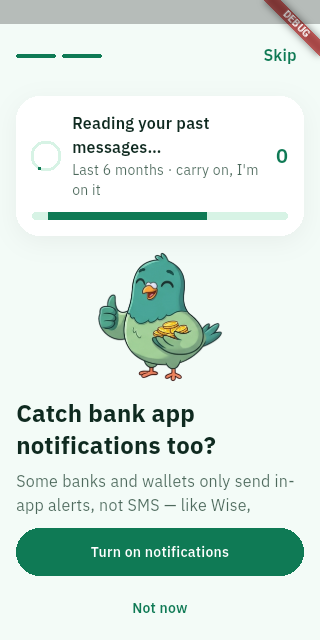 DEBUG
Skip
Reading your past
messages...
Last 6 months · carry on, I'm
on it
0
Catch bank app
notifications too?
Some banks and wallets only send in-
app alerts, not SMS — like Wise,
Turn on notifications
Not now